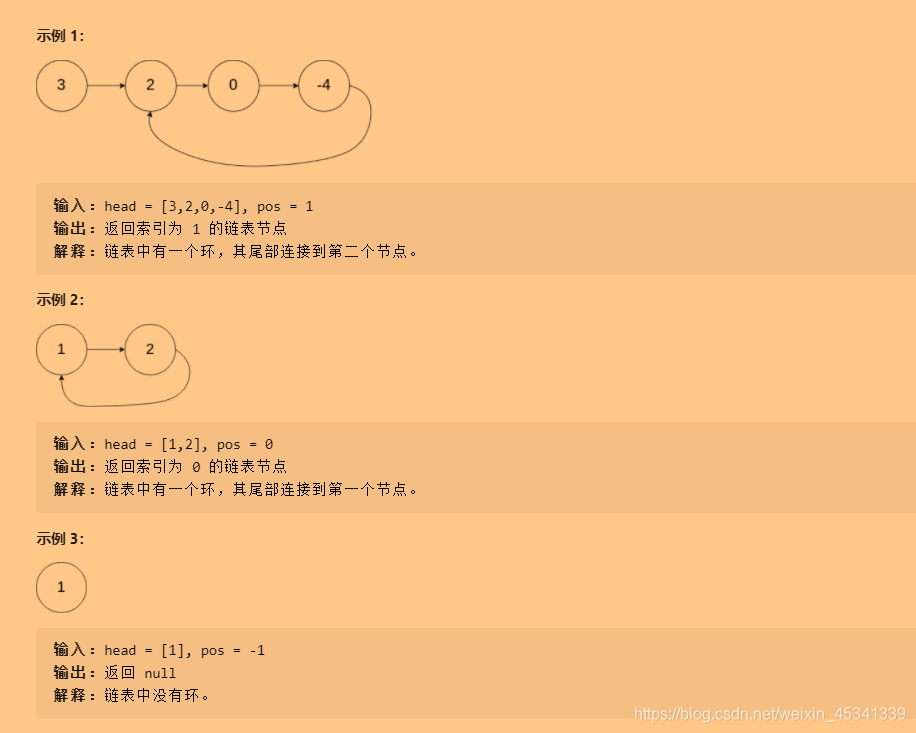 示例 1：
3 2 0 -4
输入：head = [3,2,0,-4], pos = 1
输出：返回索引为 1 的链表节点
解释：链表中有一个环，其尾部连接到第二个节点。
示例 2：
1 2
输入：head = [1,2], pos = 0
输出：返回索引为 0 的链表节点
解释：链表中有一个环，其尾部连接到第一个节点。
示例 3：
1
输入：head = [1], pos = -1
输出：返回 null
解释：链表中没有环。
https://blog.csdn.net/weixin_45341339